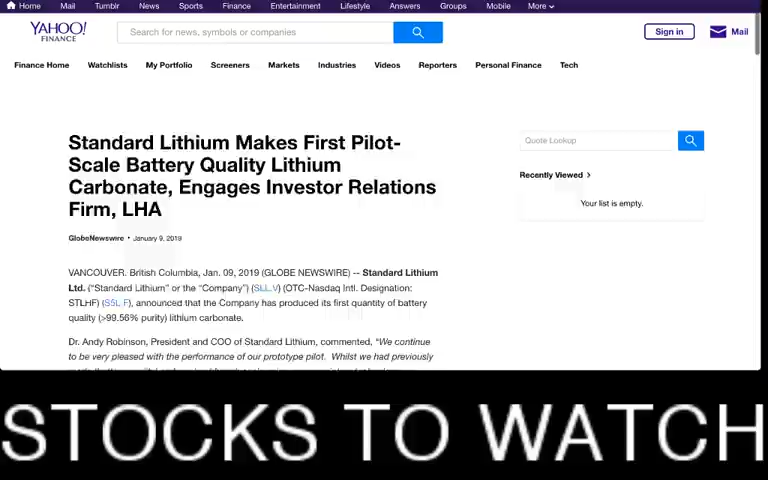 Home Mail Tumblr News Sports Finance Entertainment Lifestyle Answers Groups Mobile More
YAHOO!
FINANCE
Search for news, symbols or companies
Sign in
Mail
Finance Home Watchlists My Portfolio Screeners Markets Industries Videos Reporters Personal Finance Tech
Standard Lithium Makes First Pilot-
Scale Battery Quality Lithium
Carbonate, Engages Investor Relations
Firm, LHA
GlobeNewswire • January 9, 2019
VANCOUVER, British Columbia, Jan. 09, 2019 (GLOBE NEWSWIRE) -- Standard Lithium
Ltd. ("Standard Lithium" or the "Company") (SLL.V) (OTC-Nasdaq Intl. Designation:
STLHF) (S5L.F), announced that the Company has produced its first quantity of battery
quality (>99.56% purity) lithium carbonate.
Dr. Andy Robinson, President and COO of Standard Lithium, commented, "We continue
to be very pleased with the performance of our prototype pilot. Whilst we had previously
Quote Lookup
Recently Viewed >
Your list is empty.
STOCKS TO WATCH